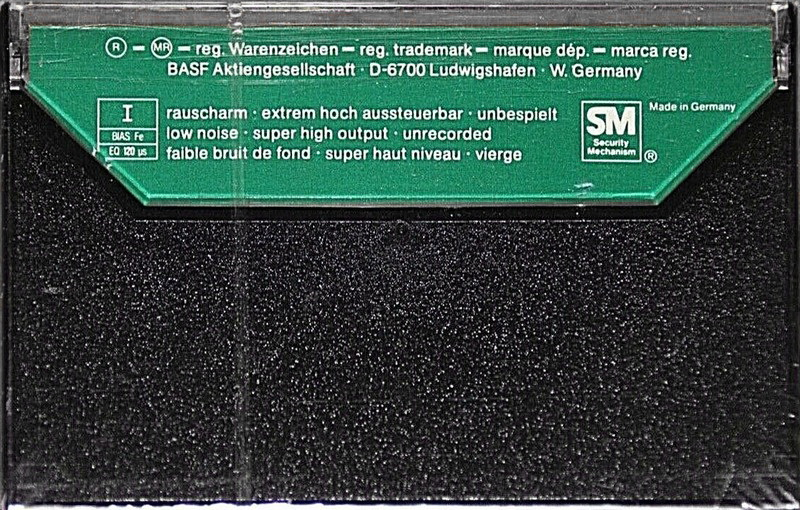 ® – MR – reg. Warenzeichen – reg. trademark – marque dép. – marca reg.
BASF Aktiengesellschaft · D-6700 Ludwigshafen · W. Germany
I
BIAS Fe
EQ 120 µs
rauscharm · extrem hoch aussteuerbar · unbespielt
low noise · super high output · unrecorded
faible bruit de fond · super haut niveau · vierge
SM
Security
Mechanism ®
Made in Germany